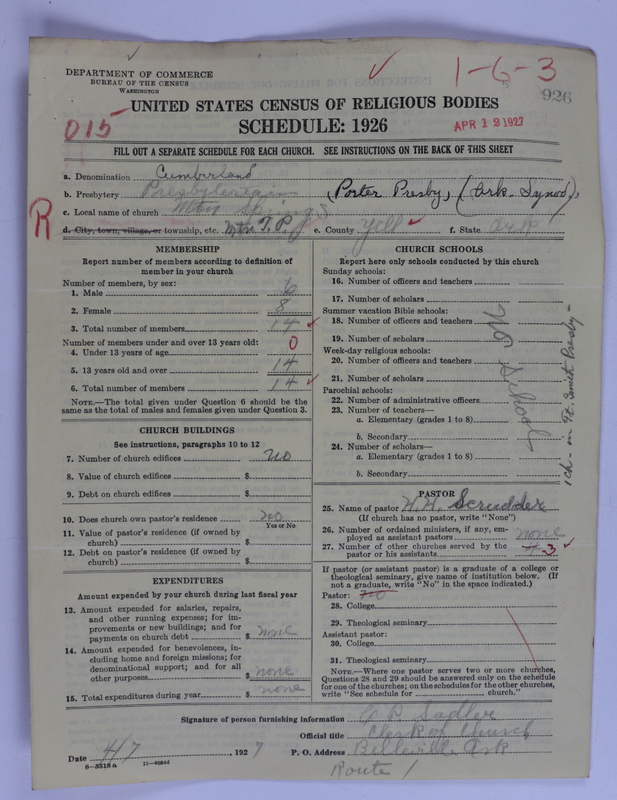 DEPARTMENT OF COMMERCE
BUREAU OF THE CENSUS
WASHINGTON
1-6-3
926
UNITED STATES CENSUS OF RELIGIOUS BODIES
015
SCHEDULE: 1926
APR 12 1927
FILL OUT A SEPARATE SCHEDULE FOR EACH CHURCH. SEE INSTRUCTIONS ON THE BACK OF THIS SHEET
a. Denomination Cumberland
b. Presbytery Presbyterian (Porter Presby, (Ark. Synod),
c. Local name of church Mtn Springs
R
d. City, town, village, or township, etc. Mtn T. P. e. County Yell f. State Ark
MEMBERSHIP
Report number of members according to definition of
member in your church
Number of members, by sex:
1. Male 6
2. Female 8
3. Total number of members 14
Number of members under and over 13 years old:
4. Under 13 years of age 0
5. 13 years old and over 14
6. Total number of members 14
NOTE.—The total given under Question 6 should be the
same as the total of males and females given under Question 3.
CHURCH BUILDINGS
See instructions, paragraphs 10 to 12
7. Number of church edifices no
8. Value of church edifices $
9. Debt on church edifices $
10. Does church own pastor's residence no
Yes or No
11. Value of pastor's residence (if owned by
church) $
12. Debt on pastor's residence (if owned by
church) $
EXPENDITURES
Amount expended by your church during last fiscal year
13. Amount expended for salaries, repairs,
and other running expenses; for im-
provements or new buildings; and for
payments on church debt $ none
14. Amount expended for benevolences, in-
cluding home and foreign missions; for
denominational support; and for all
other purposes $ none
15. Total expenditures during year $ none
CHURCH SCHOOLS
Report here only schools conducted by this church
Sunday schools:
16. Number of officers and teachers
17. Number of scholars
Summer vacation Bible schools:
18. Number of officers and teachers
19. Number of scholars
Week-day religious schools:
20. Number of officers and teachers
21. Number of scholars
Parochial schools:
22. Number of administrative officers
23. Number of teachers—
a. Elementary (grades 1 to 8)
b. Secondary
24. Number of scholars—
a. Elementary (grades 1 to 8)
b. Secondary
No Schools
1 ch - in Ft. Smith Presby -
PASTOR
25. Name of pastor W. H. Scrudder
(If church has no pastor, write "None")
26. Number of ordained ministers, if any, em-
ployed as assistant pastors none
27. Number of other churches served by the
pastor or his assistants 3
If pastor (or assistant pastor) is a graduate of a college or
theological seminary, give name of institution below. (If
not a graduate, write "No" in the space indicated.)
Pastor: no
28. College
29. Theological seminary
Assistant pastor:
30. College
31. Theological seminary
NOTE.—Where one pastor serves two or more churches,
Questions 28 and 29 should be answered only on the schedule
for one of the churches; on the schedules for the other churches,
write "See schedule for church."
Signature of person furnishing information Sadler
Official title Clerk of Church
Date 4/7, 1927 P. O. Address Belleville Ark
8-5518a
Route 1